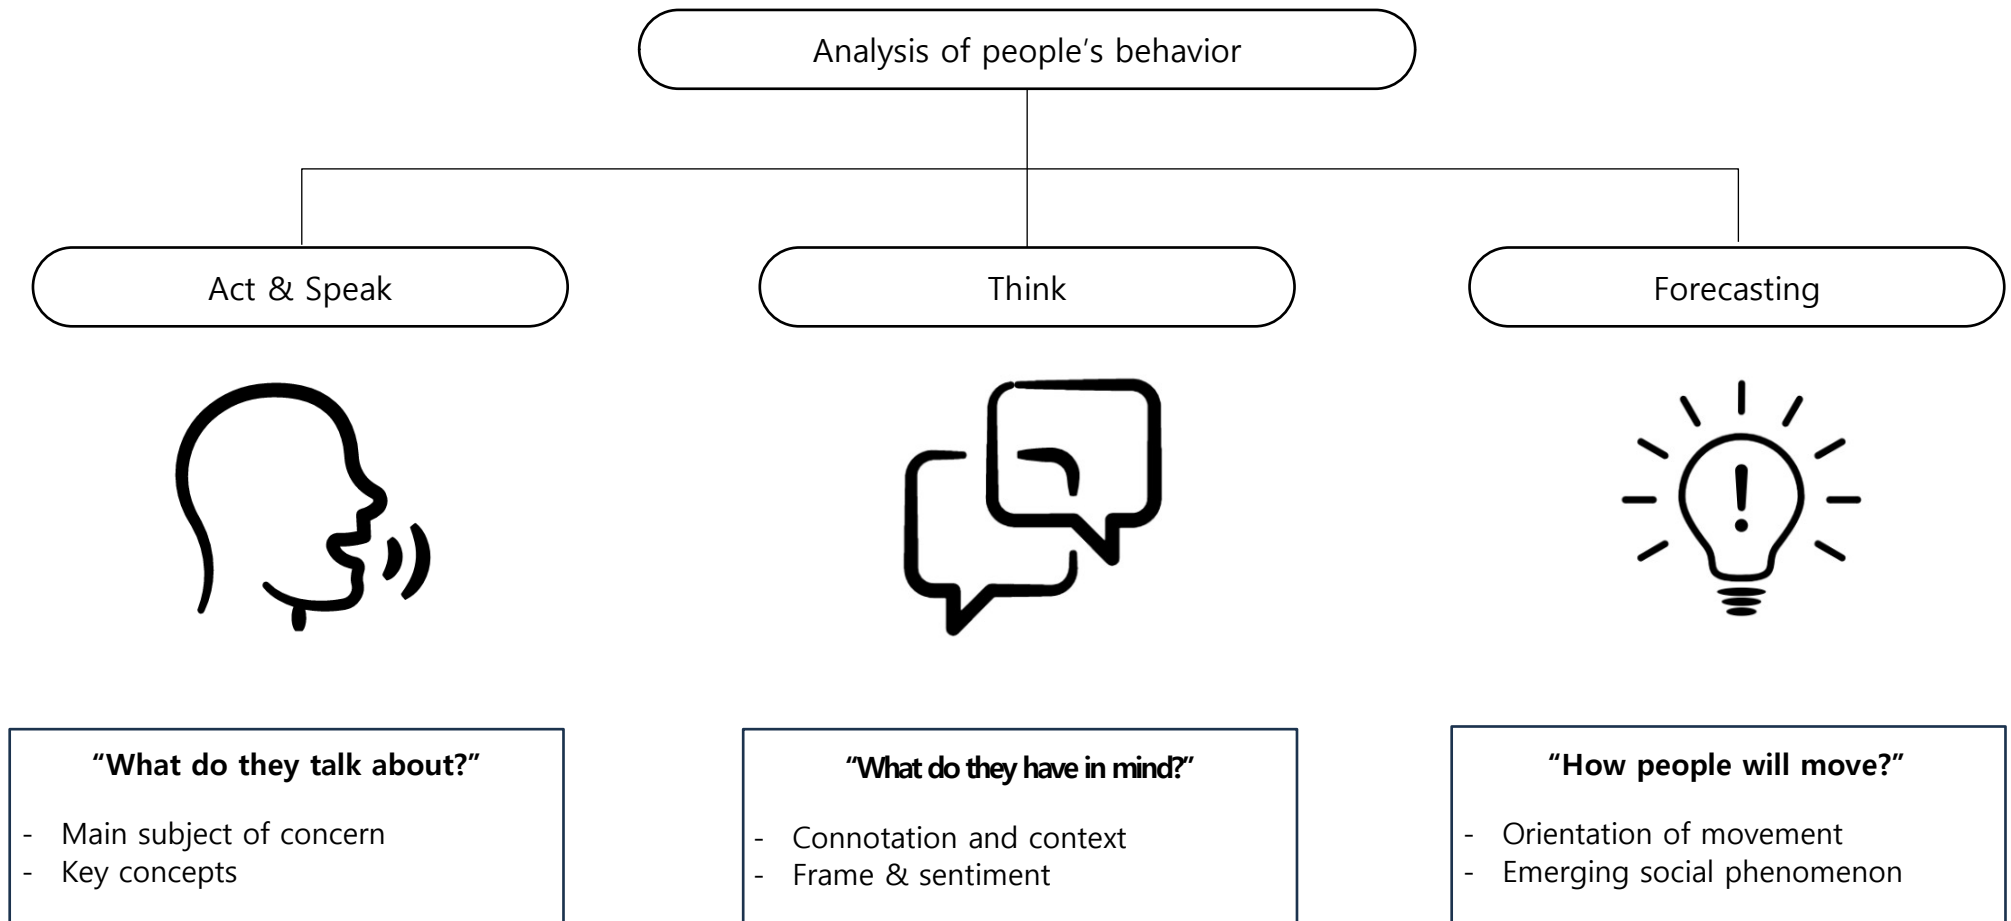 Analysis of people’s behavior
Act & Speak
Think
Forecasting
“What do they talk about?”
- Main subject of concern
- Key concepts
“What do they have in mind?”
- Connotation and context
- Frame & sentiment
“How people will move?”
- Orientation of movement
- Emerging social phenomenon